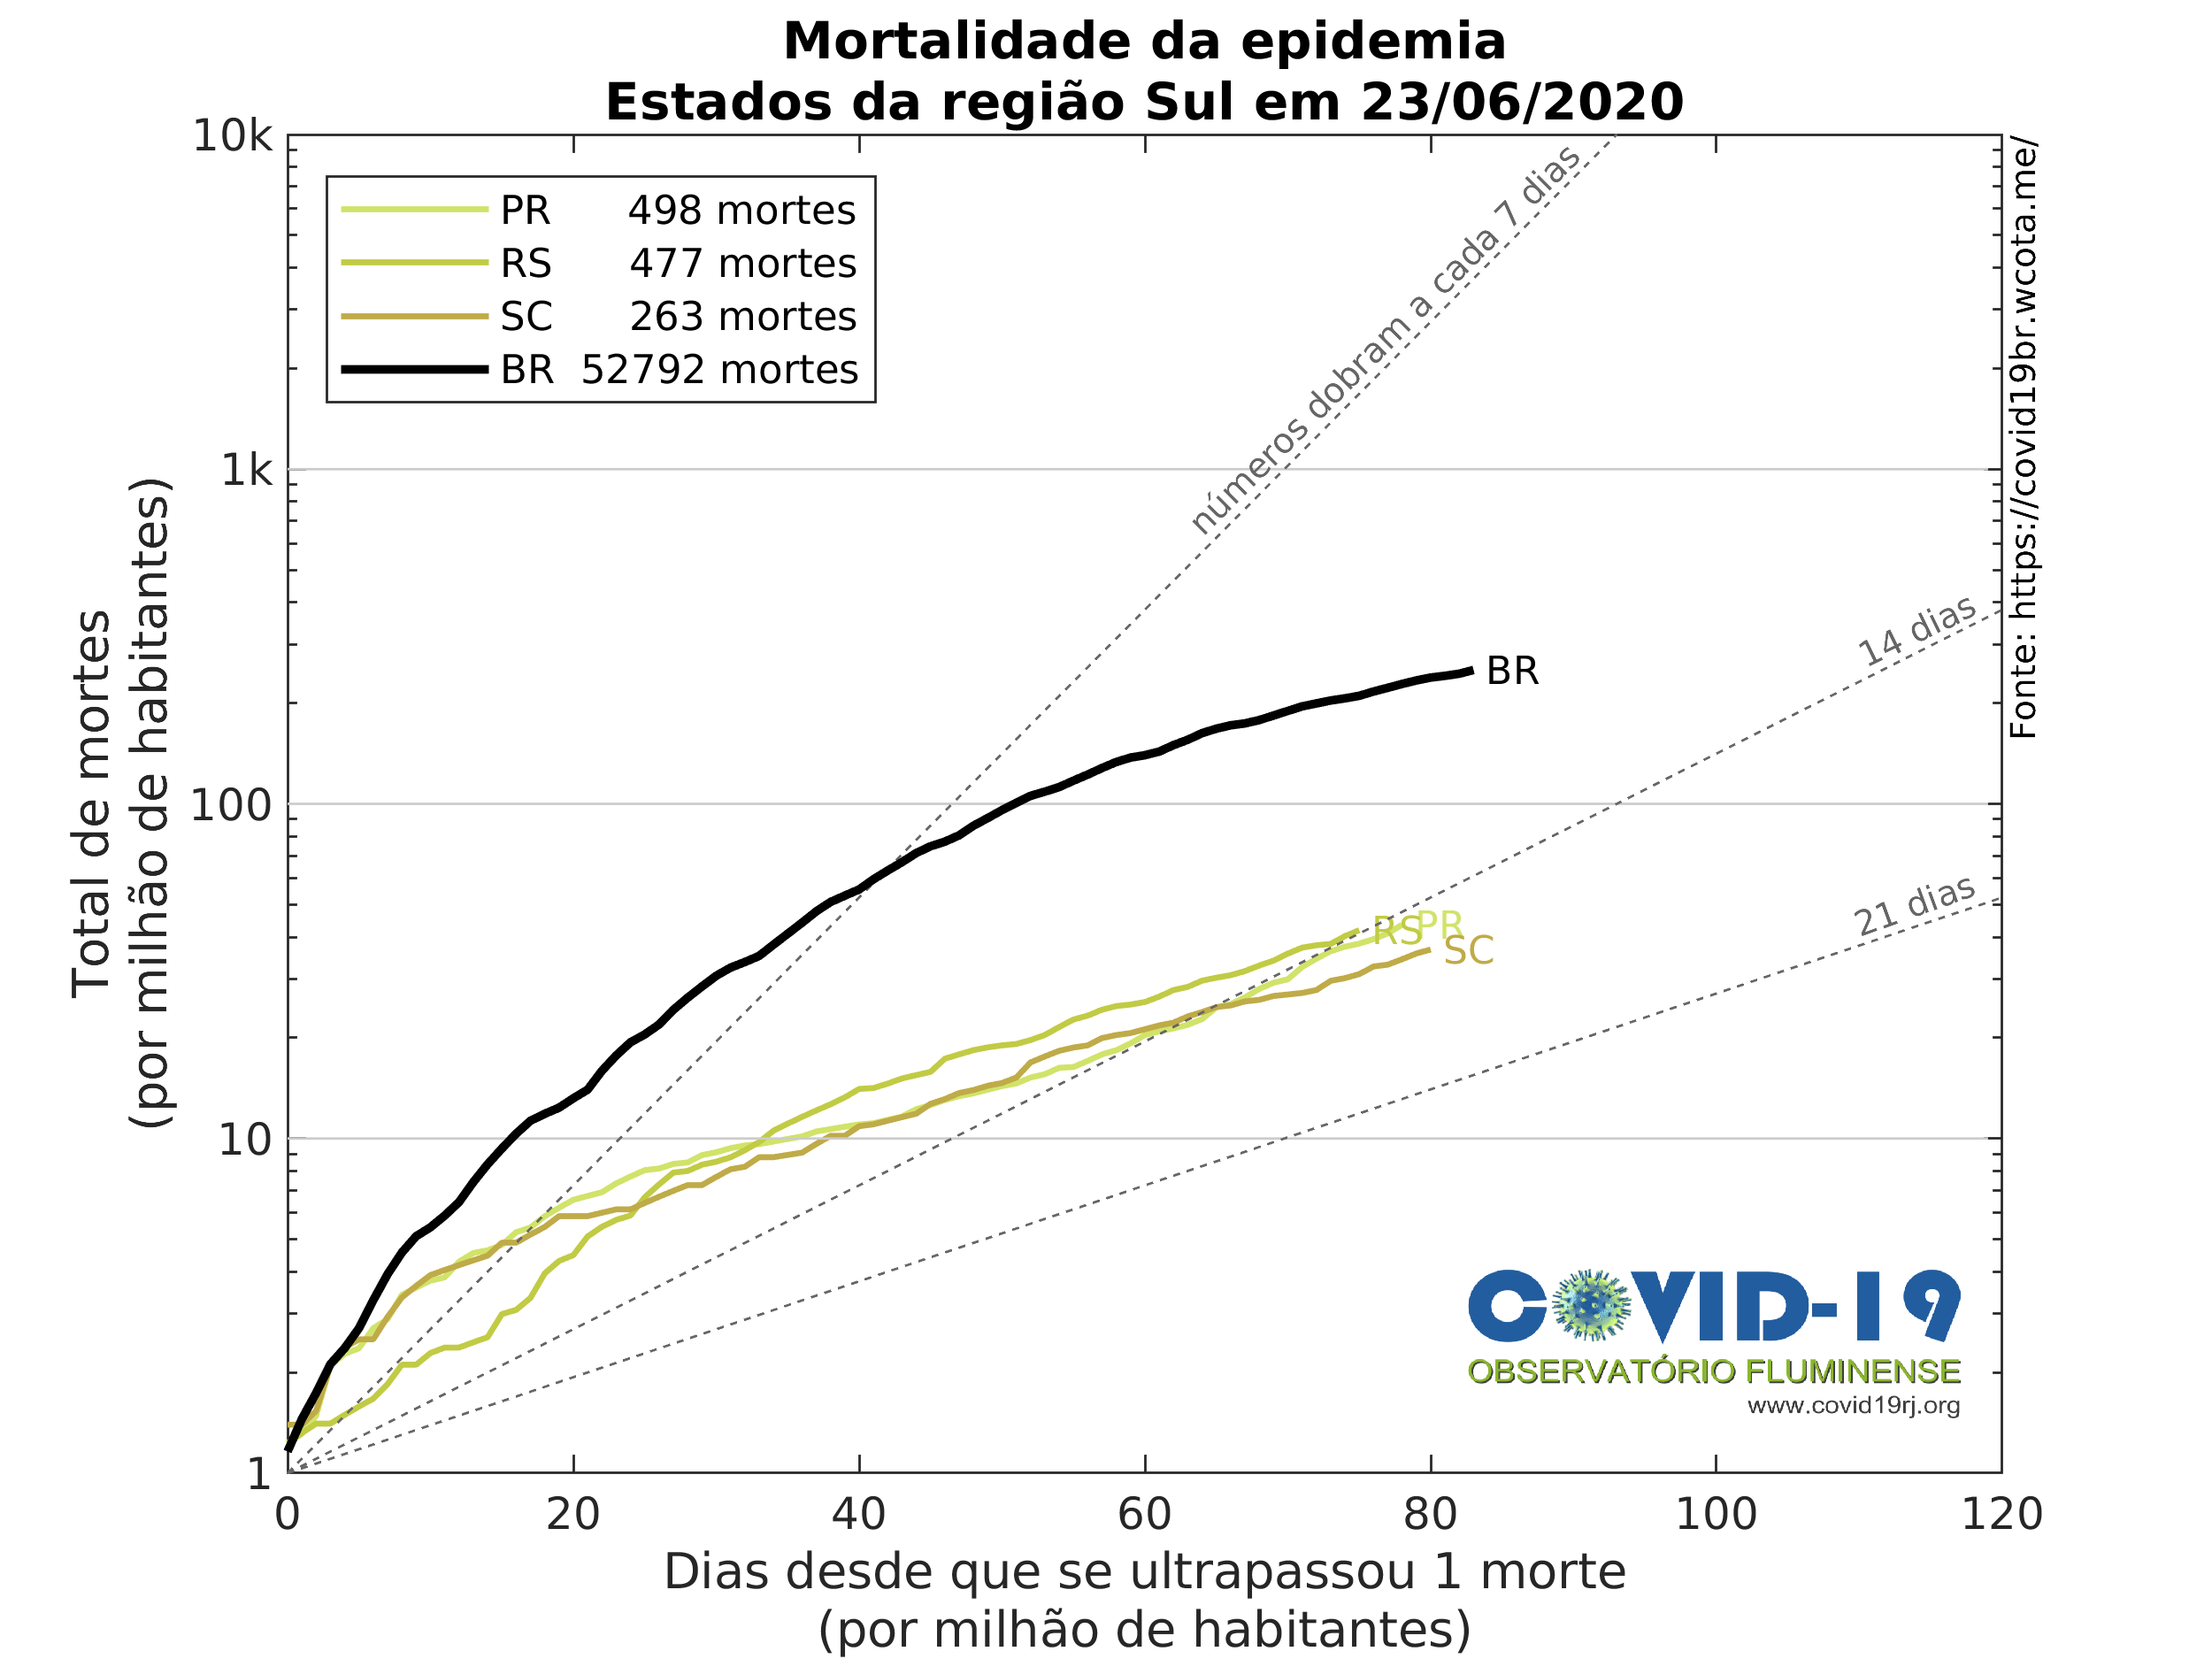 Mortalidade da epidemia
Estados da região Sul em 23/06/2020
10k
1k
100
10
1
PR 498 mortes
RS 477 mortes
SC 263 mortes
BR 52792 mortes
números dobram a cada 7 dias
14 dias
21 dias
BR
RS
PR
SC
Total de mortes
(por milhão de habitantes)
Fonte: https://covid19br.wcota.me/
COVID-19
OBSERVATÓRIO FLUMINENSE
www.covid19rj.org
0 20 40 60 80 100 120
Dias desde que se ultrapassou 1 morte
(por milhão de habitantes)